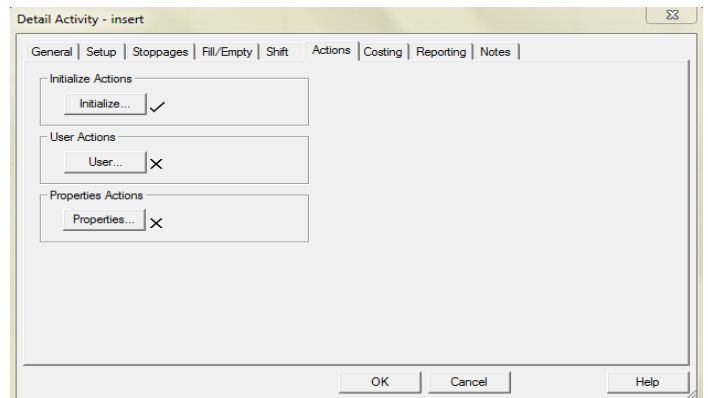 Detail Activity - insert
General Setup Stoppages Fill/Empty Shift Actions Costing Reporting Notes
Initialize Actions
Initialize...
User Actions
User...
Properties Actions
Properties...
OK Cancel Help